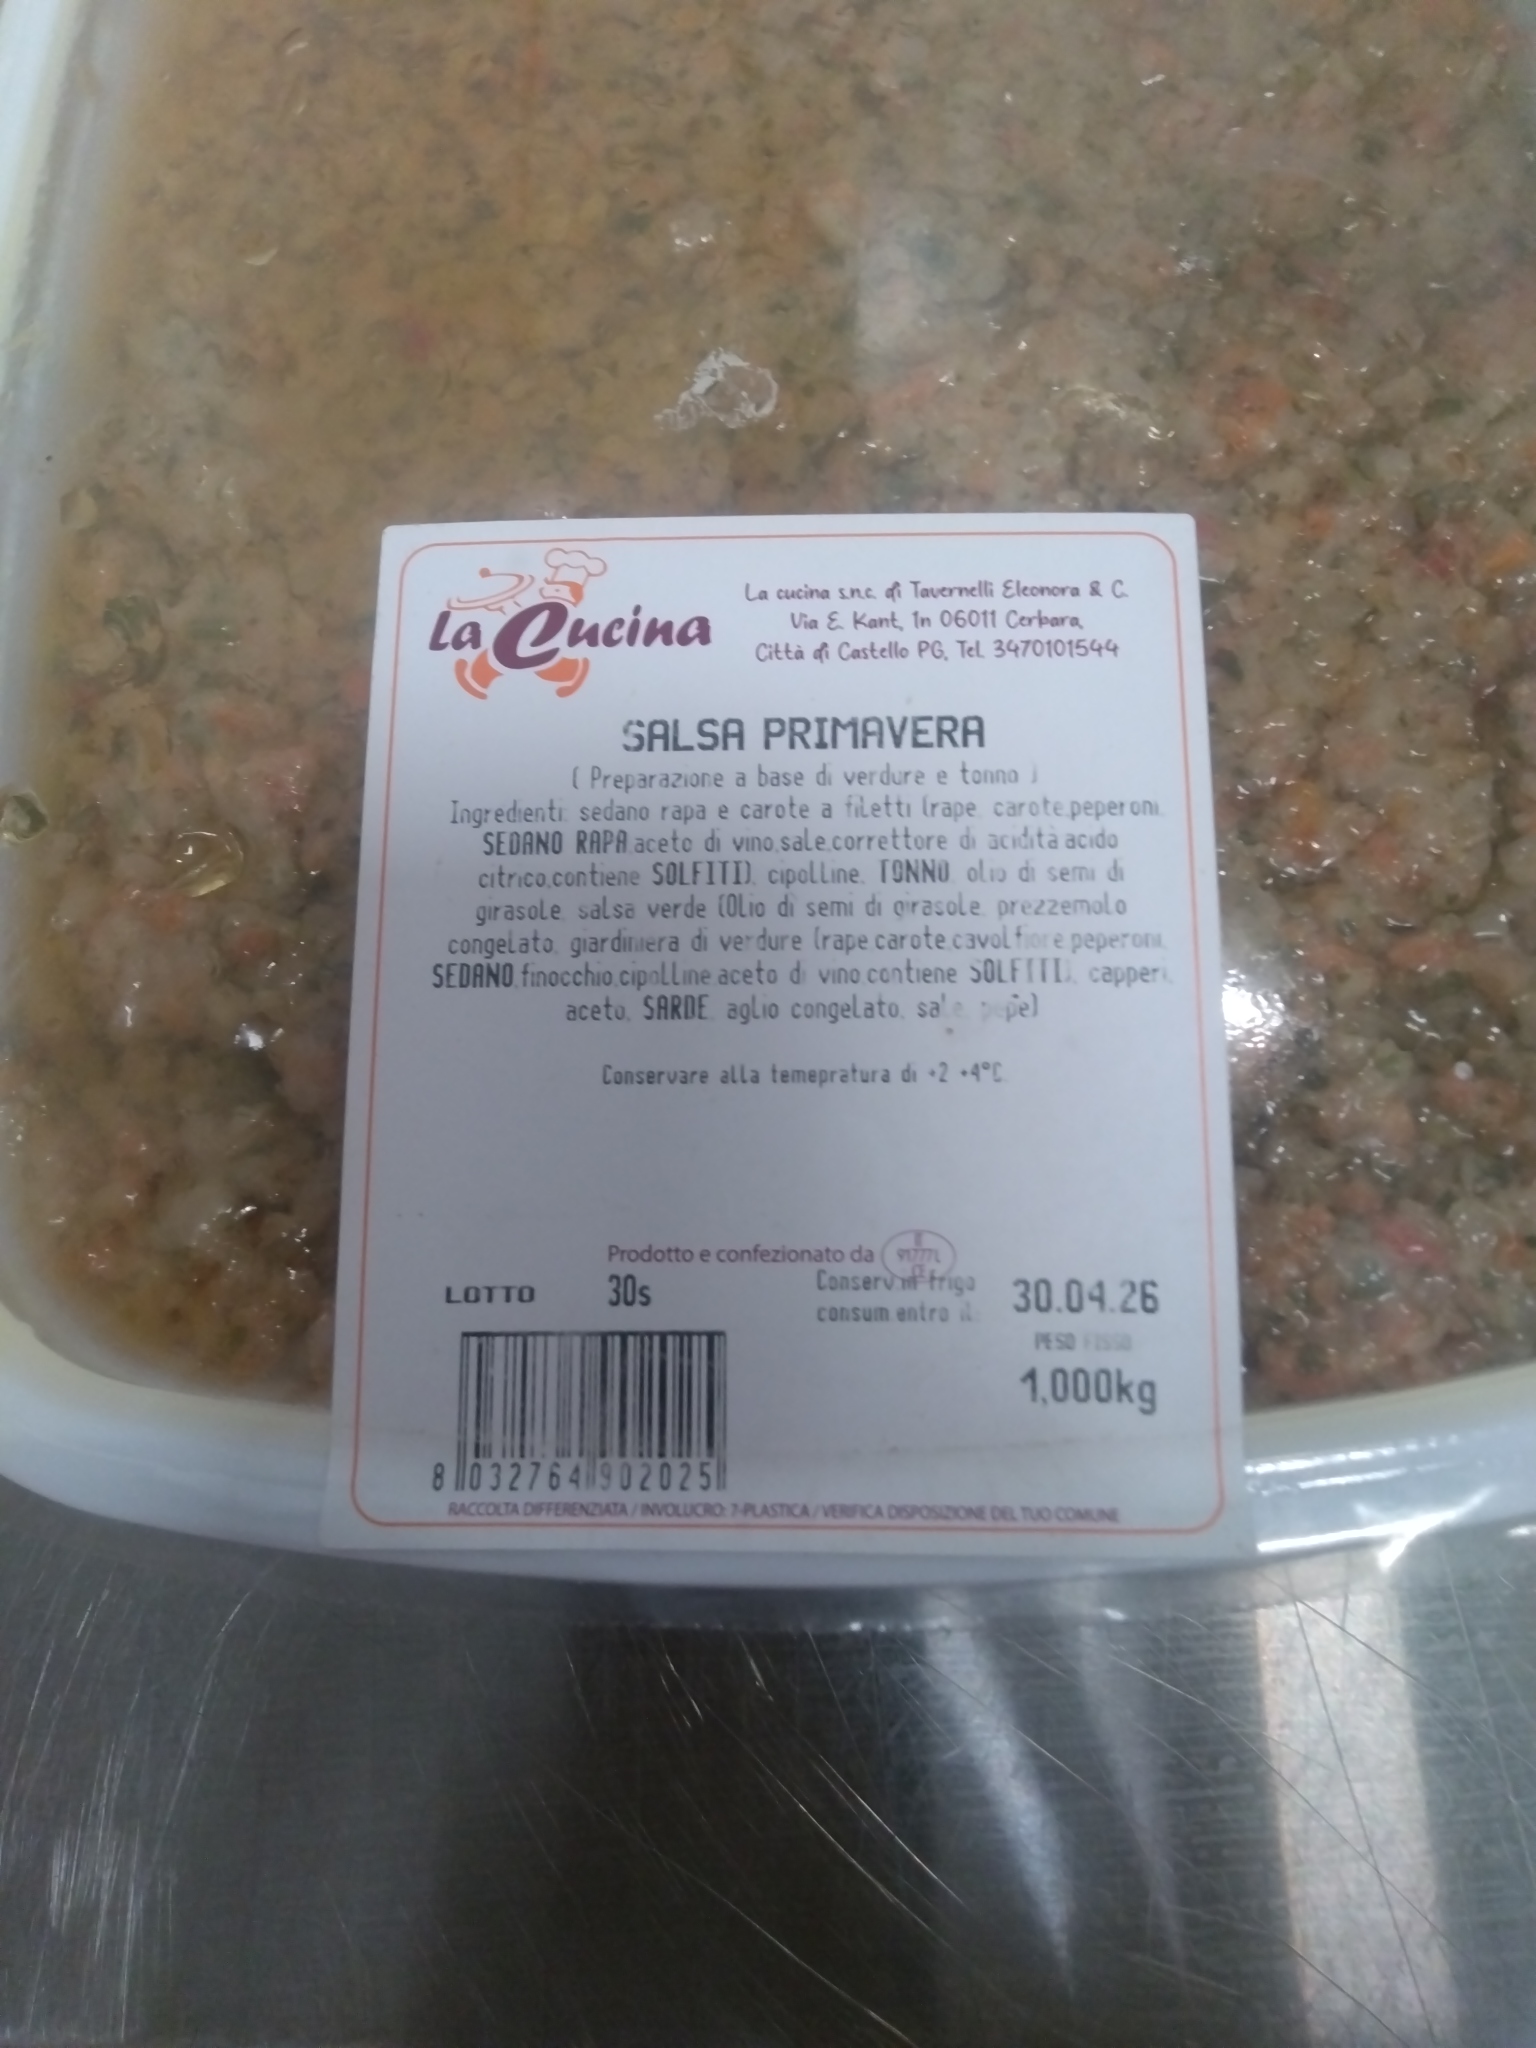 La Cucina
La cucina s.n.c. di Tavernelli Eleonora & C.
Via E. Kant, 1n 06011 Cerbara,
Città di Castello PG, Tel. 3470101544
SALSA PRIMAVERA
( Preparazione a base di verdure e tonno )
Ingredienti: sedano rapa e carote a filetti (rape, carote,peperoni,
SEDANO RAPA,aceto di vino,sale,correttore di acidità:acido
citrico,contiene SOLFITI), cipolline, TONNO, olio di semi di
girasole, salsa verde (Olio di semi di girasole, prezzemolo
congelato, giardiniera di verdure (rape,carote,cavolfiore,peperoni,
SEDANO,finocchio,cipolline,aceto di vino,contiene SOLFITI), capperi,
aceto, SARDE, aglio congelato, sale, pepe)
Conservare alla temepratura di +2 +4°C.
Prodotto e confezionato da
CE
LOTTO 30s
Conserv.in frigo
consum.entro il:
30.04.26
PESO FISSO
1,000kg
8 032764 902025
RACCOLTA DIFFERENZIATA / INVOLUCRO: 7-PLASTICA / VERIFICA DISPOSIZIONE DEL TUO COMUNE